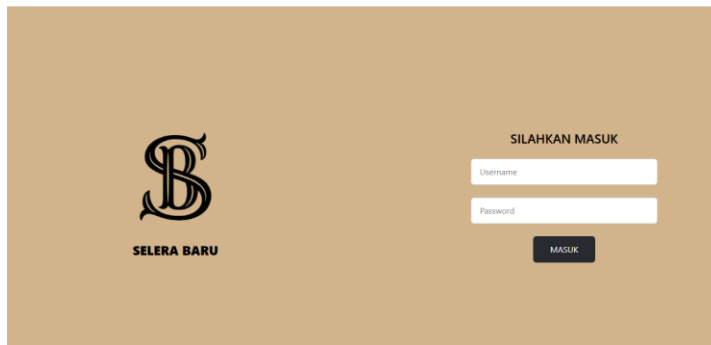 SB
SELERA BARU
SILAHKAN MASUK
Username
Password
MASUK